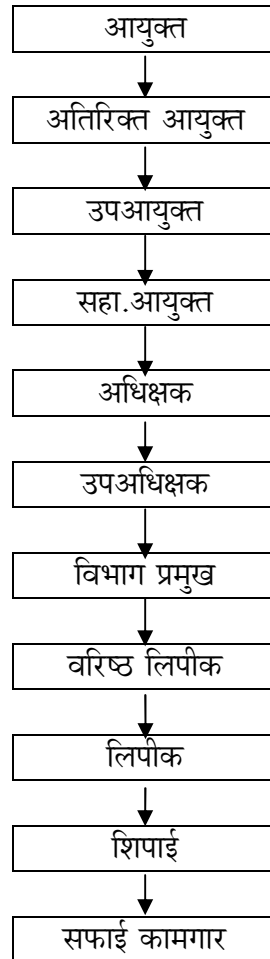 आयुक्त
अतिरिक्त आयुक्त
उपआयुक्त
सहा.आयुक्त
अधिक्षक
उपअधिक्षक
विभाग प्रमुख
वरिष्ठ लिपीक
लिपीक
शिपाई
सफाई कामगार